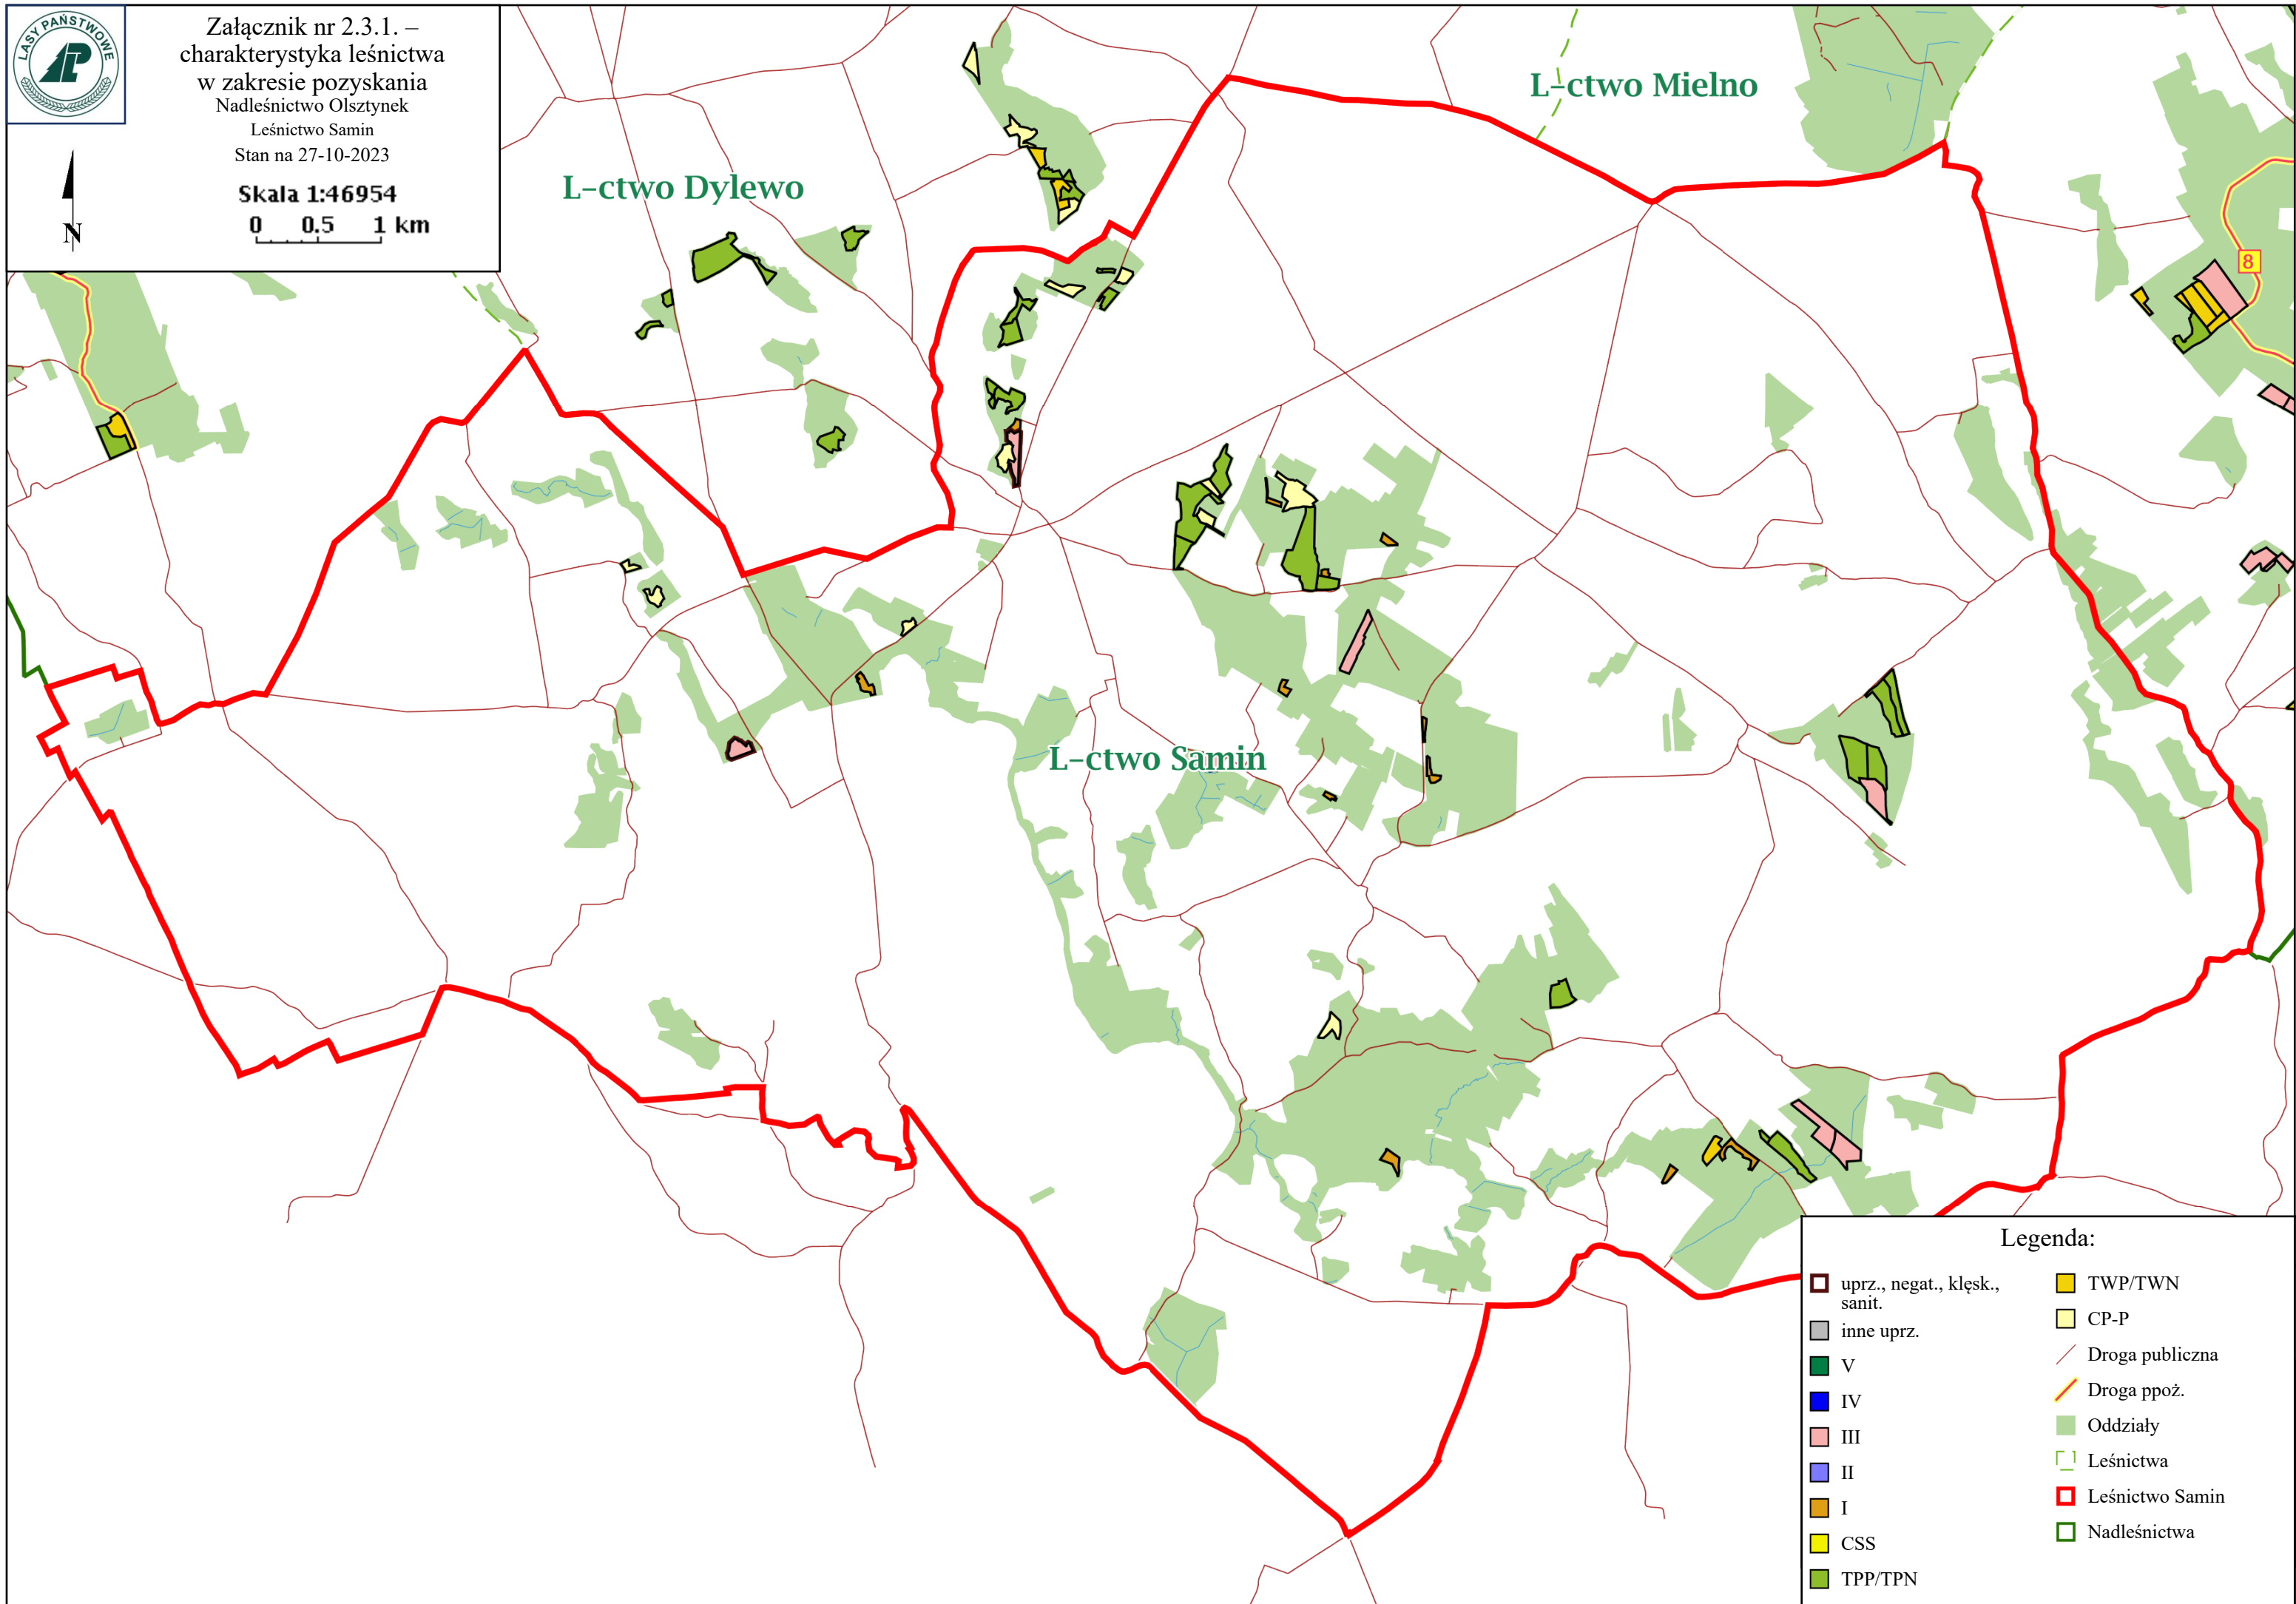 LASY PAŃSTWOWE
Załącznik nr 2.3.1. –
charakterystyka leśnictwa
w zakresie pozyskania
Nadleśnictwo Olsztynek
Leśnictwo Samin
Stan na 27-10-2023
Skala 1:46954
0 0.5 1 km
N
L-ctwo Mielno
L-ctwo Dylewo
8
L-ctwo Samin
Legenda:
uprz., negat., klęsk.,
sanit.
inne uprz.
V
IV
III
II
I
CSS
TPP/TPN
TWP/TWN
CP-P
Droga publiczna
Droga ppoż.
Oddziały
Leśnictwa
Leśnictwo Samin
Nadleśnictwa